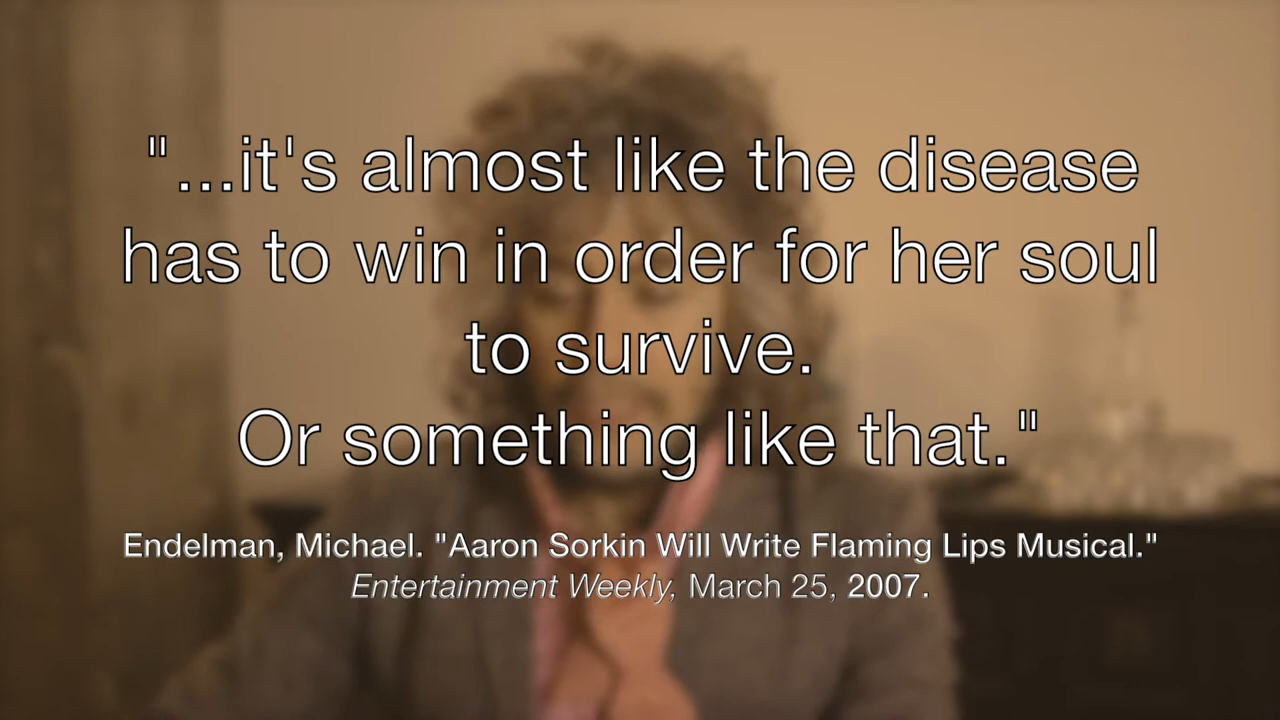 "...it's almost like the disease
has to win in order for her soul
to survive.
Or something like that."
Endelman, Michael. "Aaron Sorkin Will Write Flaming Lips Musical."
Entertainment Weekly, March 25, 2007.